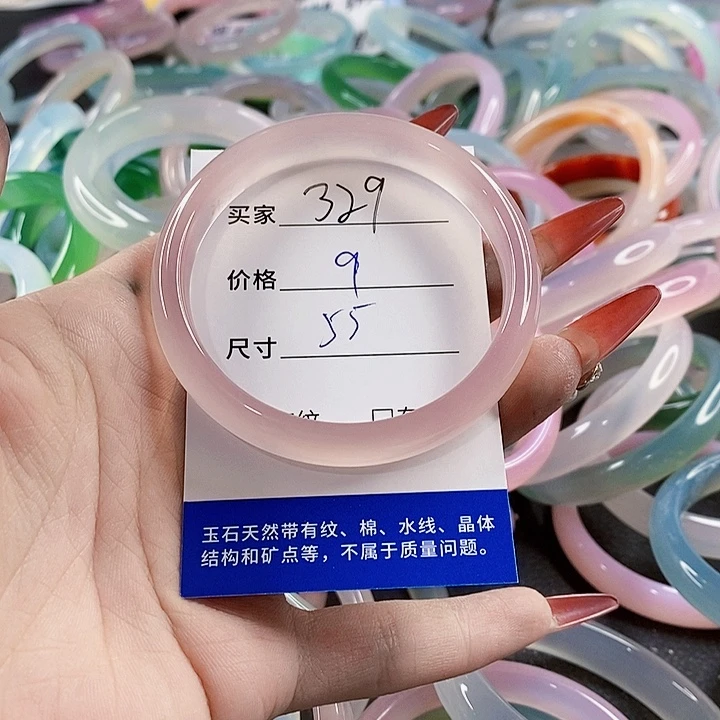 买家 329
价格 9
尺寸 55
纹
玉石天然带有纹、棉、水线、晶体
结构和矿点等，不属于质量问题。